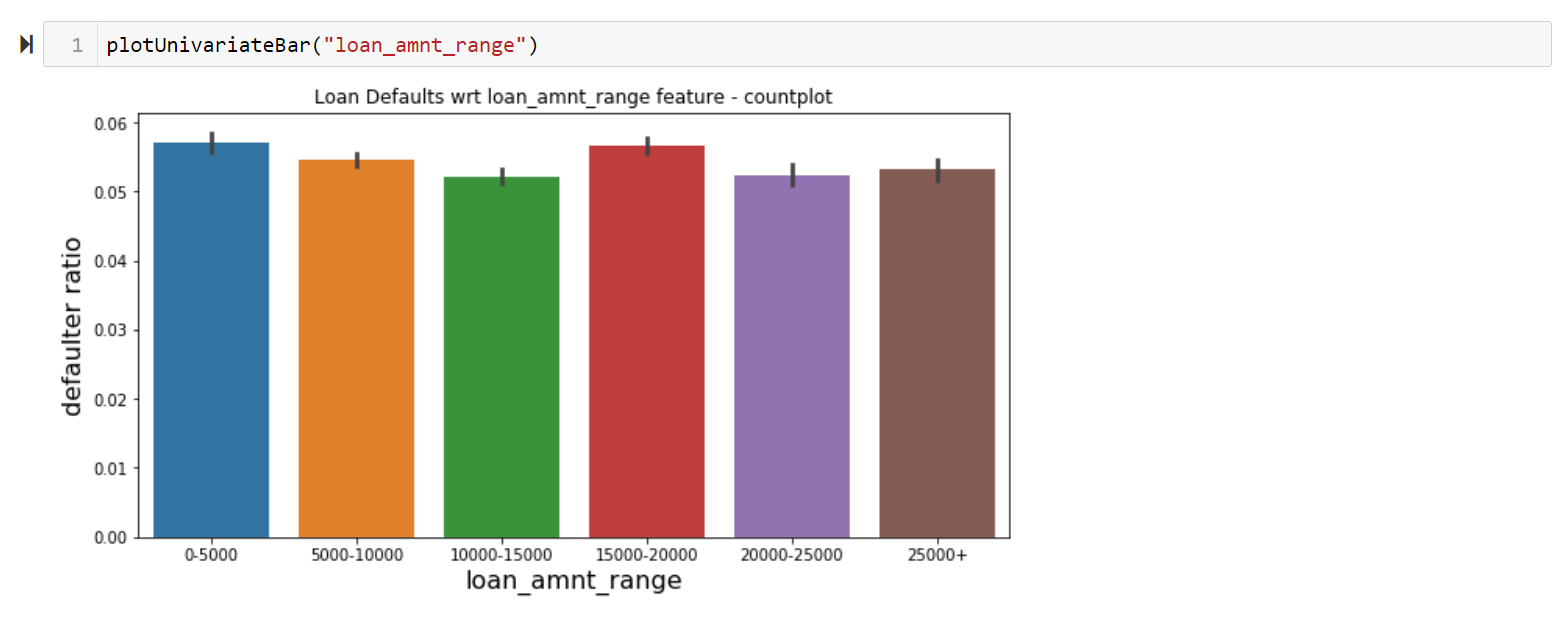 1 plotUnivariateBar("loan_amnt_range")
Loan Defaults wrt loan_amnt_range feature - countplot
0.06
0.05
0.04
0.03
0.02
0.01
0.00
defaulter ratio
0-5000 5000-10000 10000-15000 15000-20000 20000-25000 25000+
loan_amnt_range